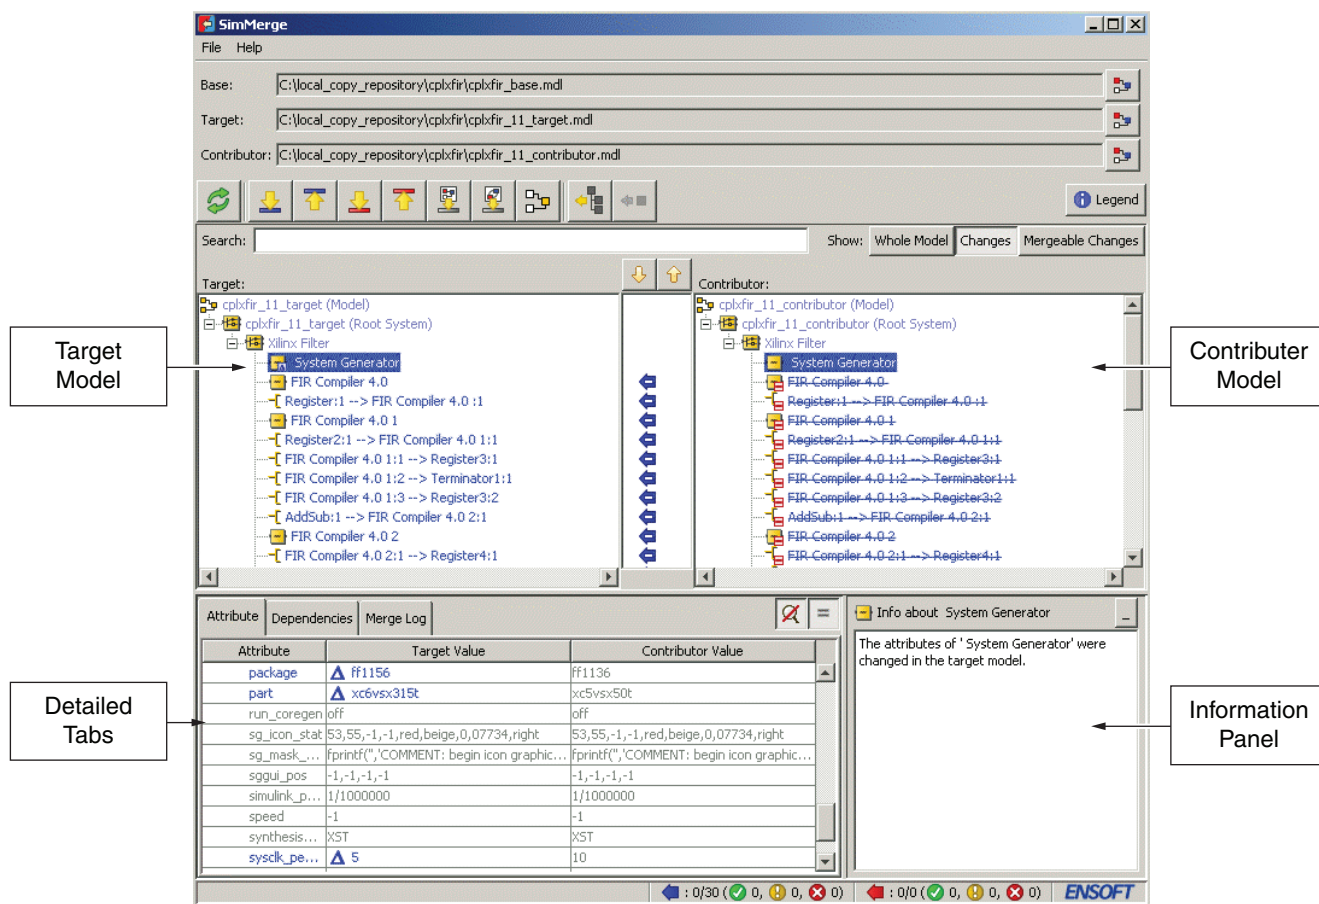 SimMerge
File Help
Base: C:\local_copy_repository\cplxfir\cplxfir_base.mdl
Target: C:\local_copy_repository\cplxfir\cplxfir_11_target.mdl
Contributor: C:\local_copy_repository\cplxfir\cplxfir_11_contributor.mdl
Legend
Search: Show: Whole Model Changes Mergeable Changes
Target: Contributor:
cplxfir_11_target (Model)
cplxfir_11_target (Root System)
Xilinx Filter
System Generator
FIR Compiler 4.0
Register:1 --> FIR Compiler 4.0 :1
FIR Compiler 4.0 1
Register2:1 --> FIR Compiler 4.0 1:1
FIR Compiler 4.0 1:1 --> Register3:1
FIR Compiler 4.0 1:2 --> Terminator1:1
FIR Compiler 4.0 1:3 --> Register3:2
AddSub:1 --> FIR Compiler 4.0 2:1
FIR Compiler 4.0 2
FIR Compiler 4.0 2:1 --> Register4:1
cplxfir_11_contributor (Model)
cplxfir_11_contributor (Root System)
Xilinx Filter
System Generator
FIR Compiler 4.0
Register:1 --> FIR Compiler 4.0 :1
FIR Compiler 4.0 1
Register2:1 --> FIR Compiler 4.0 1:1
FIR Compiler 4.0 1:1 --> Register3:1
FIR Compiler 4.0 1:2 --> Terminator1:1
FIR Compiler 4.0 1:3 --> Register3:2
AddSub:1 --> FIR Compiler 4.0 2:1
FIR Compiler 4.0 2
FIR Compiler 4.0 2:1 --> Register4:1
Target
Model
Contributer
Model
Attribute Dependencies Merge Log
Attribute Target Value Contributor Value
package ff1156 ff1136
part xc6vsx315t xc5vsx50t
run_coregen off off
sg_icon_stat 53,55,-1,-1,red,beige,0,07734,right 53,55,-1,-1,red,beige,0,07734,right
sg_mask_... fprintf('','COMMENT: begin icon graphic... fprintf('','COMMENT: begin icon graphic...
sggui_pos -1,-1,-1,-1 -1,-1,-1,-1
simulink_p... 1/1000000 1/1000000
speed -1 -1
synthesis... XST XST
sysclk_pe... 5 10
Info about System Generator
The attributes of ' System Generator' were
changed in the target model.
Detailed
Tabs
Information
Panel
: 0/30 ( 0, 0, 0) : 0/0 ( 0, 0, 0) ENSOFT